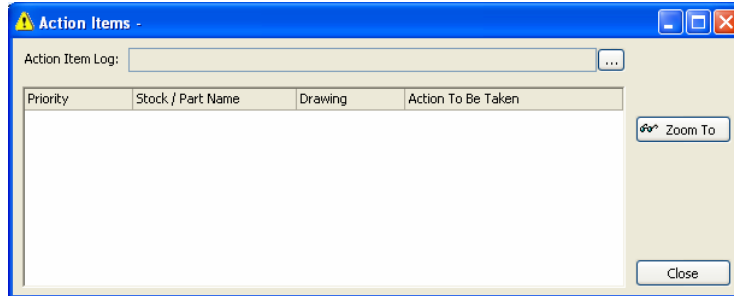 Action Items -
Action Item Log:
...
Priority Stock / Part Name Drawing Action To Be Taken
Zoom To
Close